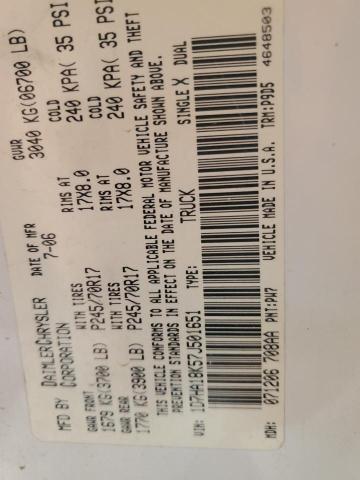 MFD BY DAIMLERCHRYSLER CORPORATION
DATE OF MFR 7-06
GVWR 3040 KG(06700 LB)
GAWR FRONT 1679 KG(3700 LB)
WITH TIRES P245/70R17
RIMS AT 17X8.0
COLD 240 KPA( 35 PSI
GAWR REAR 1770 KG(3900 LB)
WITH TIRES P245/70R17
RIMS AT 17X8.0
COLD 240 KPA( 35 PSI
THIS VEHICLE CONFORMS TO ALL APPLICABLE FEDERAL MOTOR VEHICLE SAFETY AND THEFT
PREVENTION STANDARDS IN EFFECT ON THE DATE OF MANUFACTURE SHOWN ABOVE.
VIN: 1D7HA18K57J501651 TYPE: TRUCK SINGLE X DUAL
MDH: 071206 708AA PNT:PW7 VEHICLE MADE IN U.S.A. TRM:P9D5
4648503